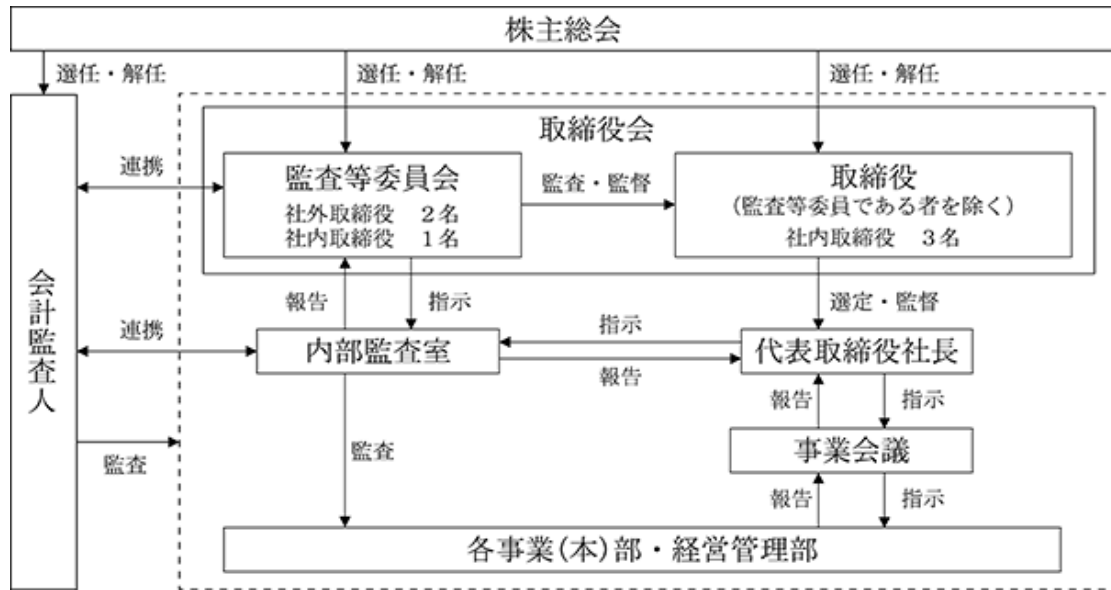 株主総会
選任・解任
選任・解任
選任・解任
取締役会
連携
監査等委員会
社外取締役　２名
社内取締役　１名
監査・監督
取締役
（監査等委員である者を除く）
社内取締役　３名
会計監査人
報告
指示
選定・監督
連携
内部監査室
指示
報告
代表取締役社長
報告
指示
監査
監査
事業会議
報告
指示
各事業（本）部・経営管理部